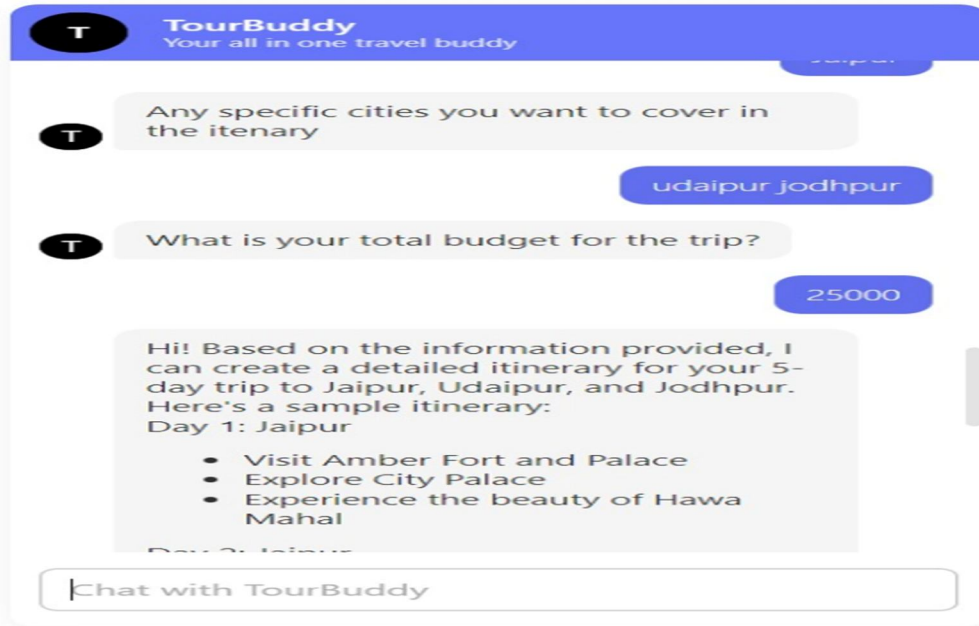 T
TourBuddy
Your all in one travel buddy
Any specific cities you want to cover in
the itenary
T
udaipur jodhpur
What is your total budget for the trip?
T
25000
Hi! Based on the information provided, I
can create a detailed itinerary for your 5-
day trip to Jaipur, Udaipur, and Jodhpur.
Here's a sample itinerary:
Day 1: Jaipur
• Visit Amber Fort and Palace
• Explore City Palace
• Experience the beauty of Hawa
Mahal
Chat with TourBuddy